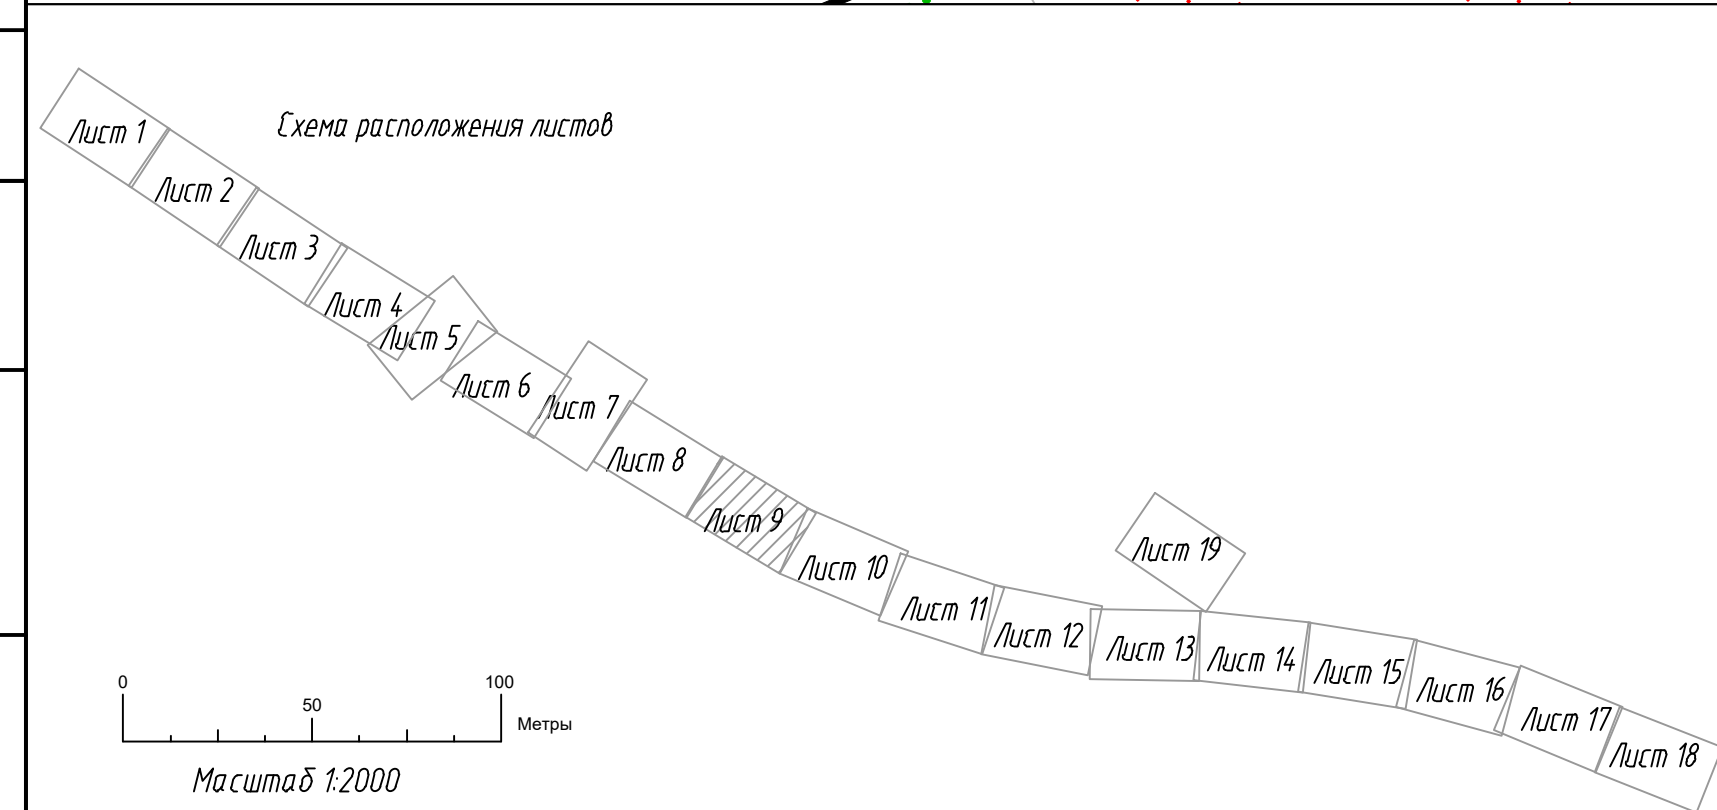 Схема расположения листов
Лист 1
Лист 2
Лист 3
Лист 4
Лист 5
Лист 6
Лист 7
Лист 8
Лист 9
Лист 10
Лист 11
Лист 12
Лист 13
Лист 14
Лист 15
Лист 16
Лист 17
Лист 18
Лист 19
0
50
100
Метры
Масштаб 1:2000